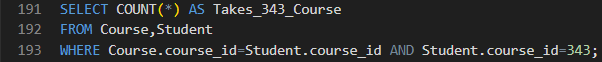 191 SELECT COUNT(*) AS Takes_343_Course
192 FROM Course,Student
193 WHERE Course.course_id=Student.course_id AND Student.course_id=343;